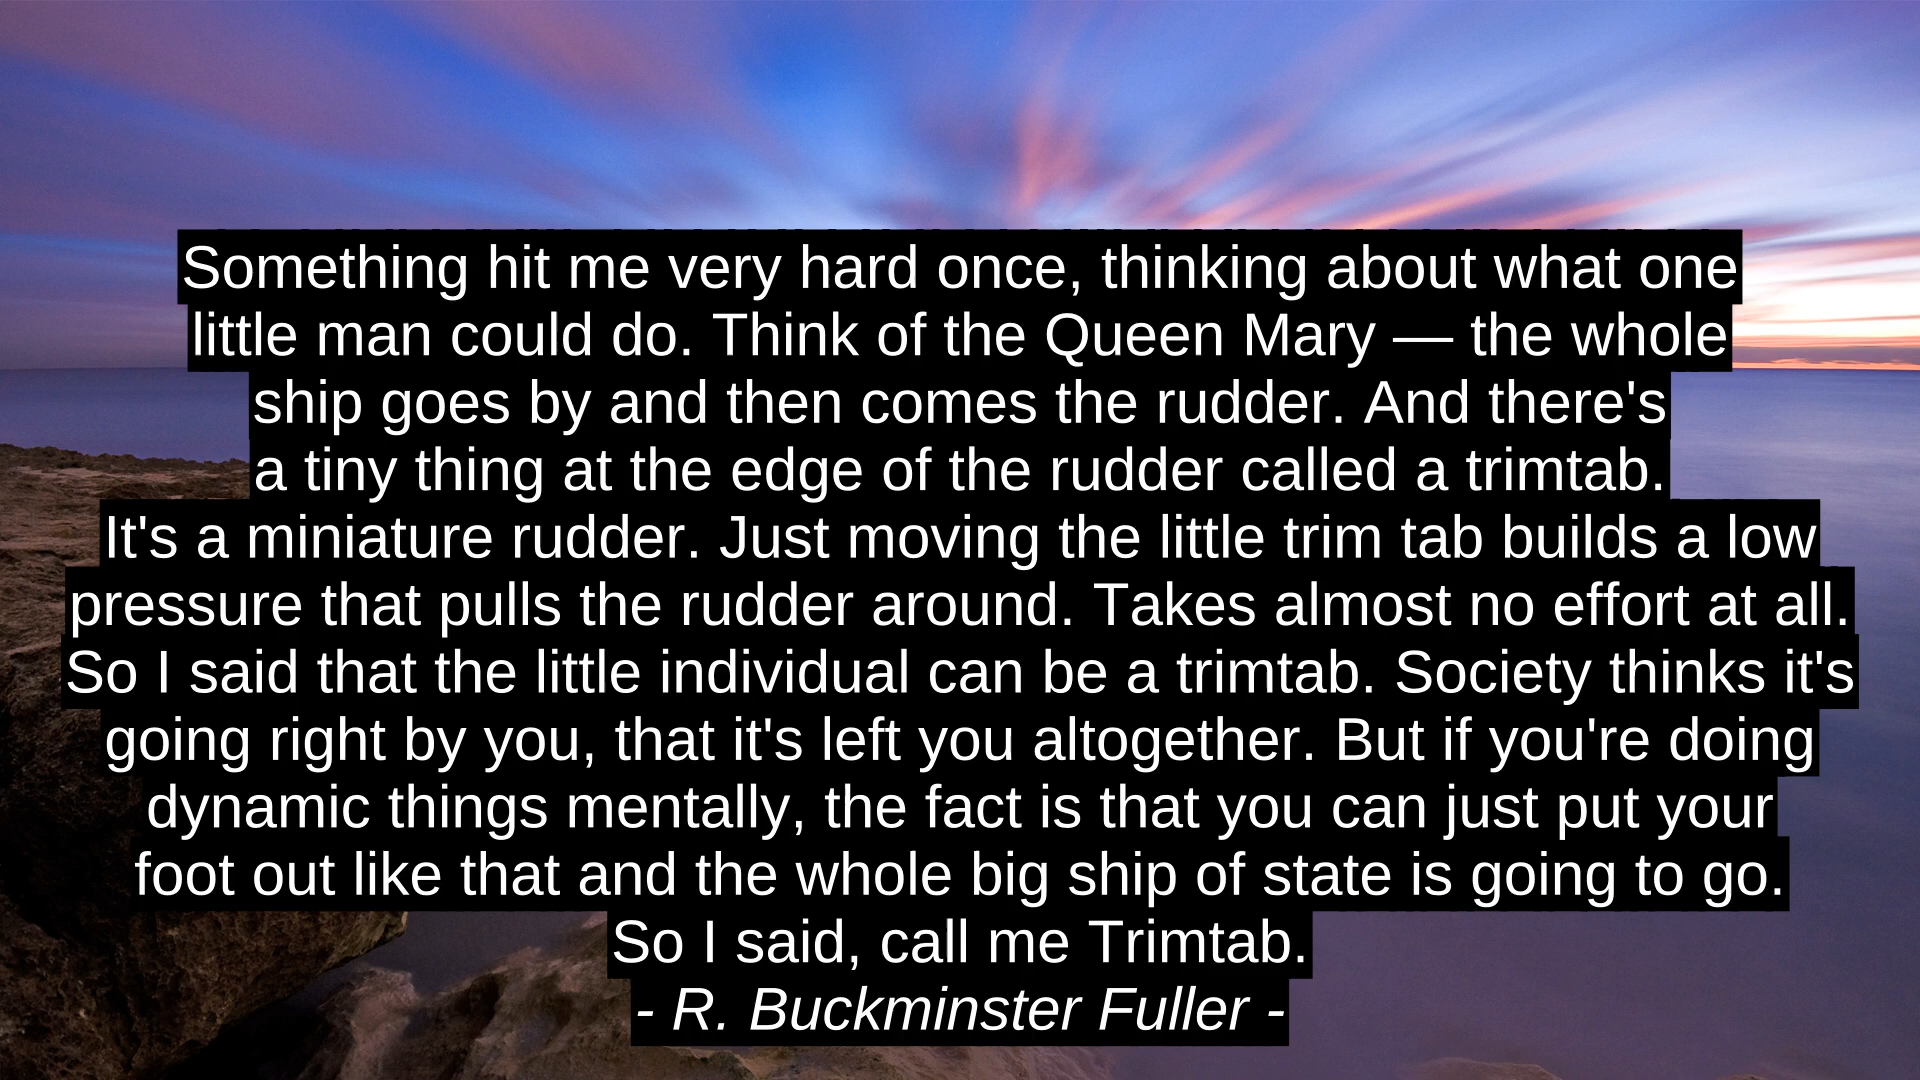 Something hit me very hard once, thinking about what one
little man could do. Think of the Queen Mary — the whole
ship goes by and then comes the rudder. And there's
a tiny thing at the edge of the rudder called a trimtab.
It's a miniature rudder. Just moving the little trim tab builds a low
pressure that pulls the rudder around. Takes almost no effort at all.
So I said that the little individual can be a trimtab. Society thinks it's
going right by you, that it's left you altogether. But if you're doing
dynamic things mentally, the fact is that you can just put your
foot out like that and the whole big ship of state is going to go.
So I said, call me Trimtab.
- R. Buckminster Fuller -